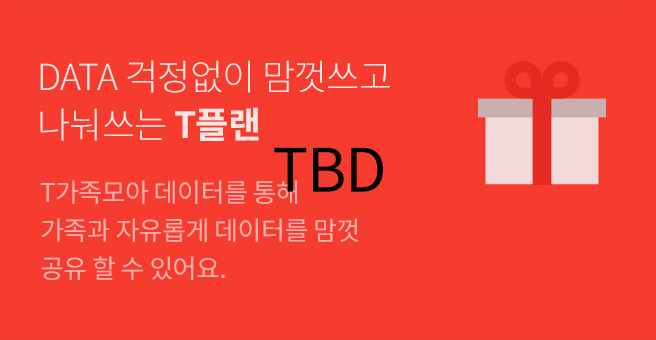 DATA 걱정없이 맘껏쓰고
나눠쓰는 T플랜
TBD
T가족모아 데이터를 통해
가족과 자유롭게 데이터를 맘껏
공유 할 수 있어요.